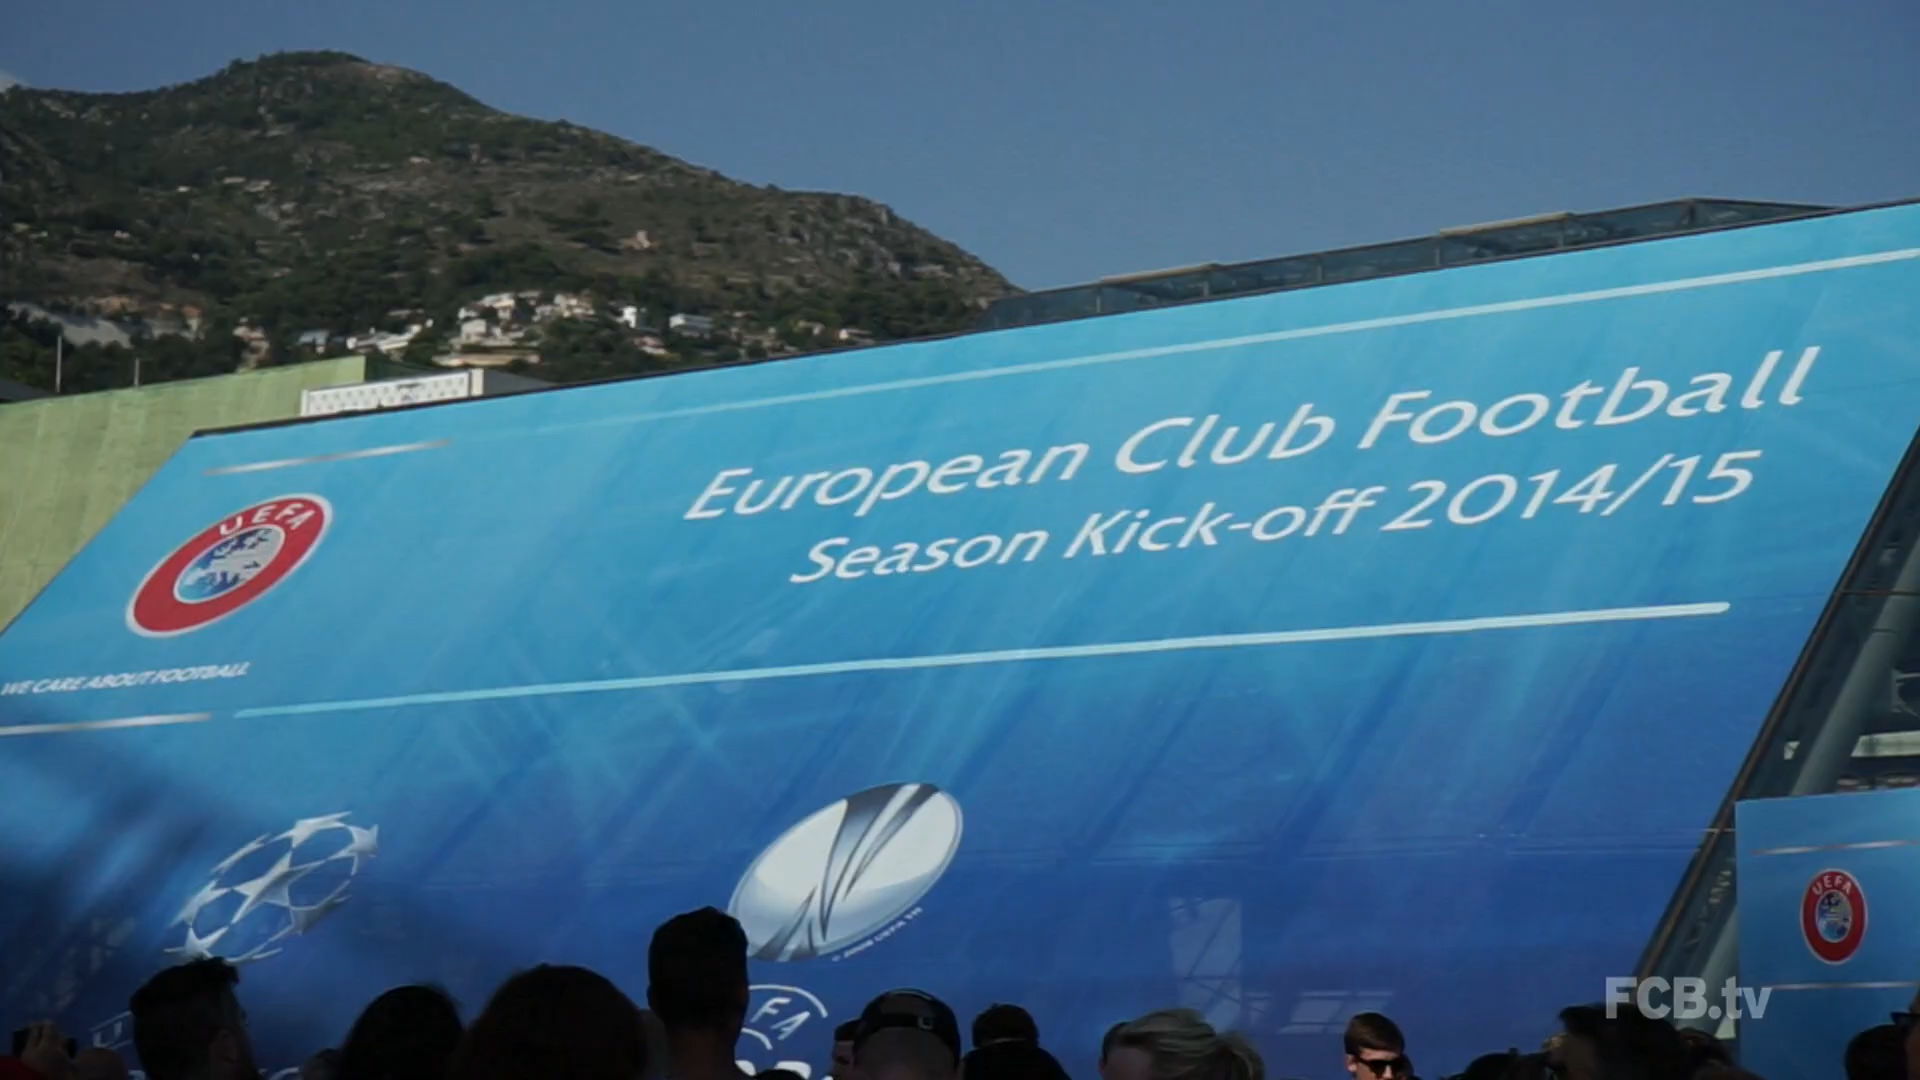 European Club Football
Season Kick-off 2014/15
UEFA
WE CARE ABOUT FOOTBALL
UEFA
FCB.tv